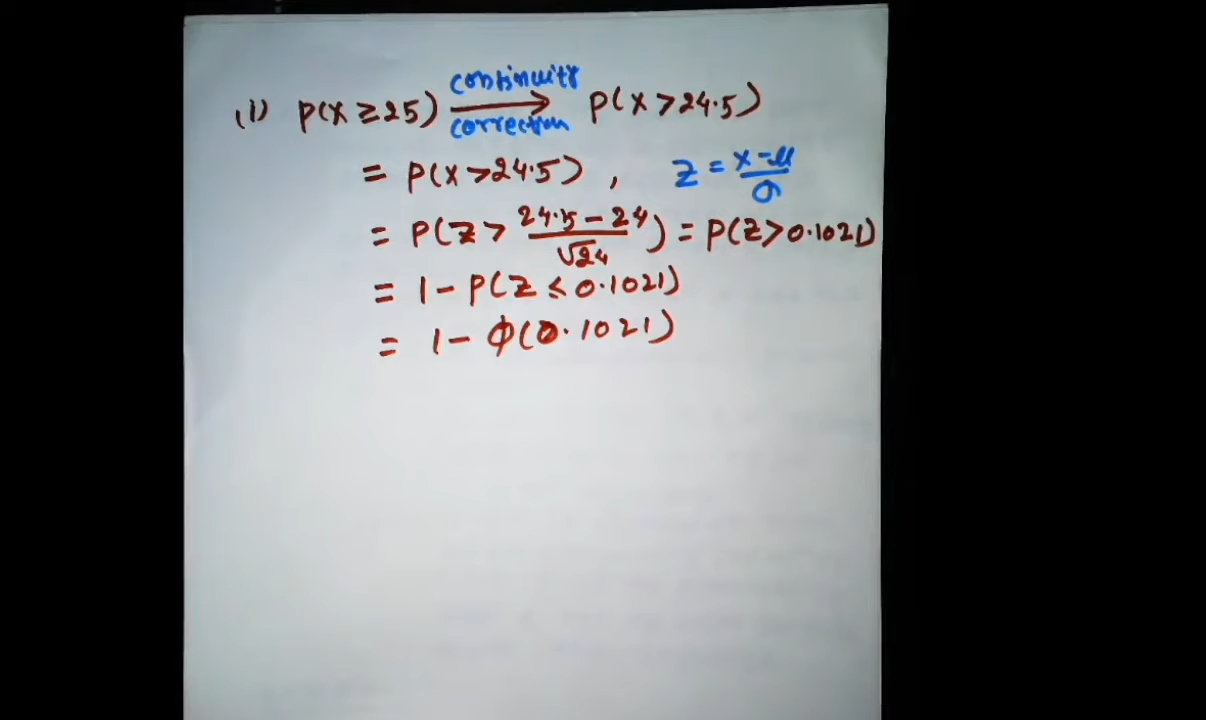 continuity
(i) P(X ≥ 25) ⟶ P(X > 24.5)
correction
= P(X > 24.5) , Z = (X - μ)/σ
= P(Z > (24.5 - 24)/√24) = P(Z > 0.1021)
= 1 - P(Z ≤ 0.1021)
= 1 - Φ(0.1021)